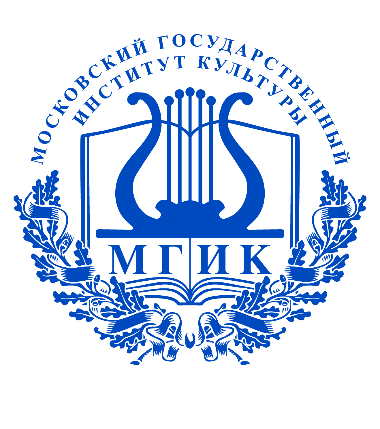 МОСКОВСКИЙ ГОСУДАРСТВЕННЫЙ
ИНСТИТУТ КУЛЬТУРЫ
МГИК